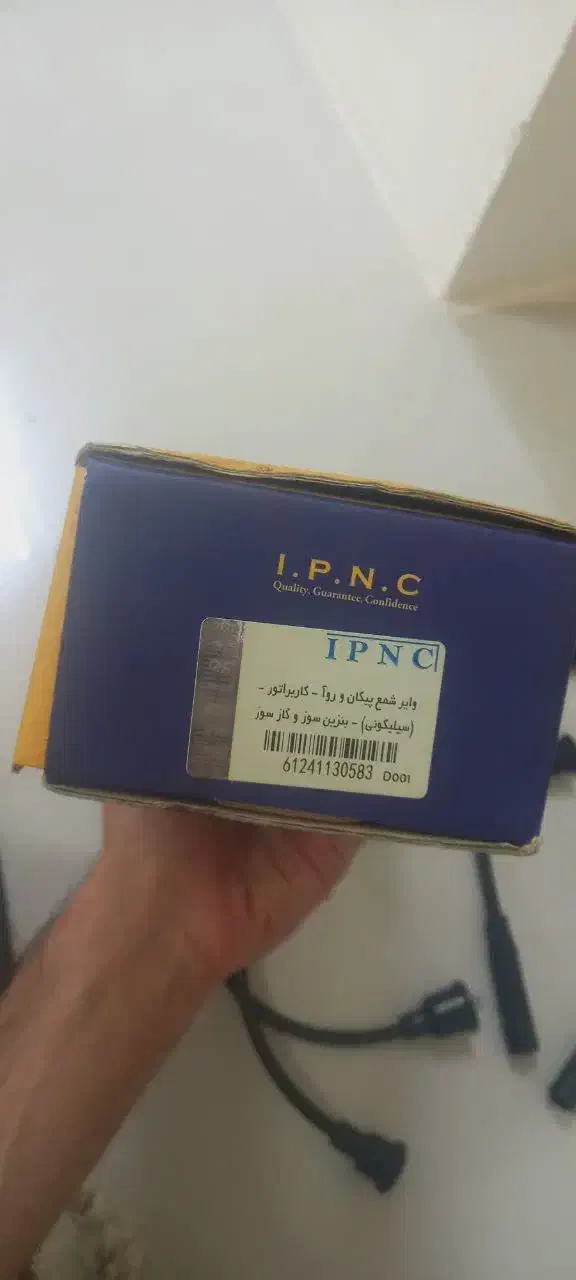 I.P.N.C
Quality, Guarantee, Confidence
IPNC
وایر شمع پیکان و روآ - کاربراتور -
(سیلیکونی) - بنزین سوز و گاز سوز
61241130583 D001